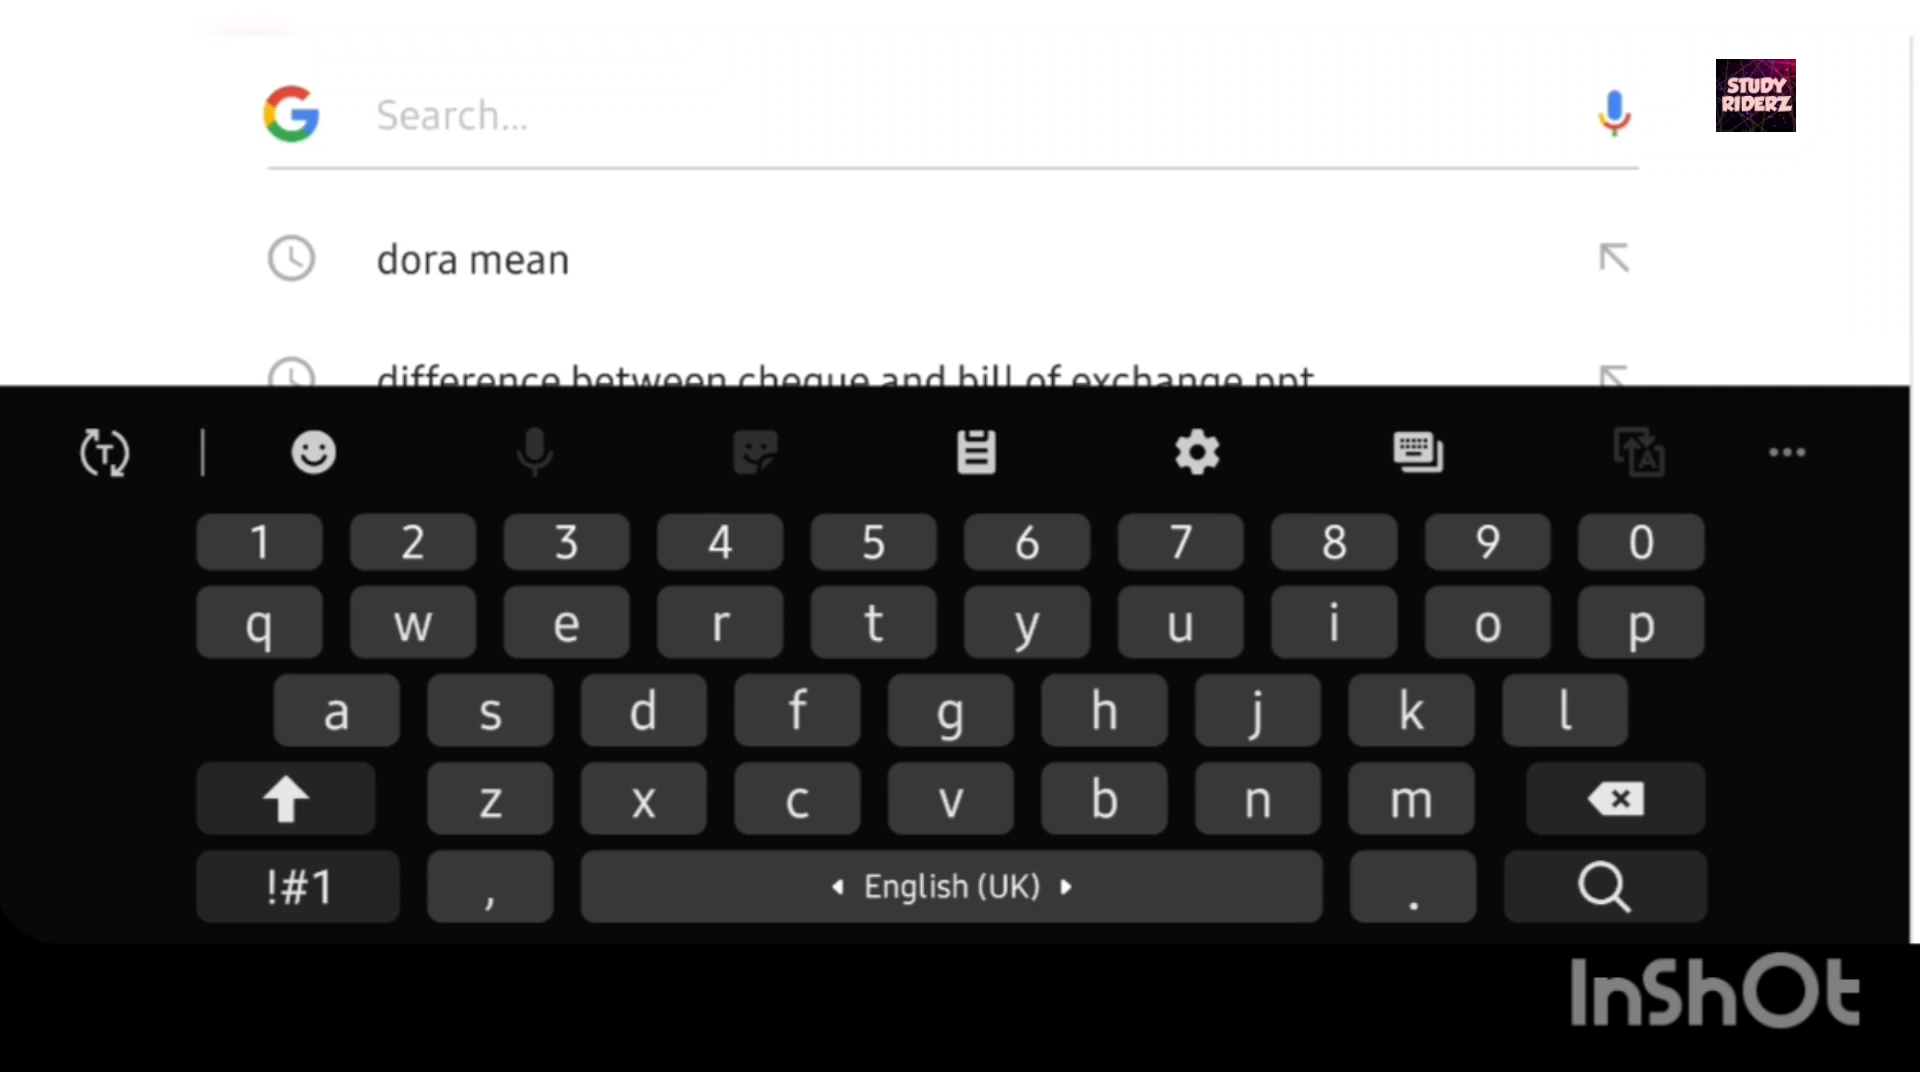 Search...
STUDY
RIDERZ
dora mean
difference between cheque and bill of exchange ppt
T
A
1 2 3 4 5 6 7 8 9 0
q w e r t y u i o p
a s d f g h j k l
z x c v b n m
!#1 , English (UK) .
InShOt